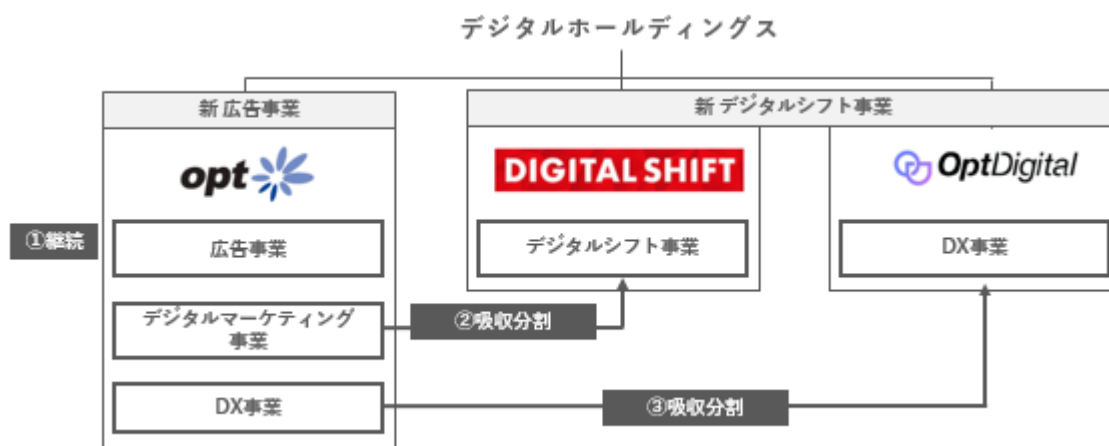 デジタルホールディングス
新 広告事業
新 デジタルシフト事業
opt
DIGITAL SHIFT
OptDigital
①継続
広告事業
デジタルシフト事業
DX事業
デジタルマーケティング
事業
②吸収分割
DX事業
③吸収分割